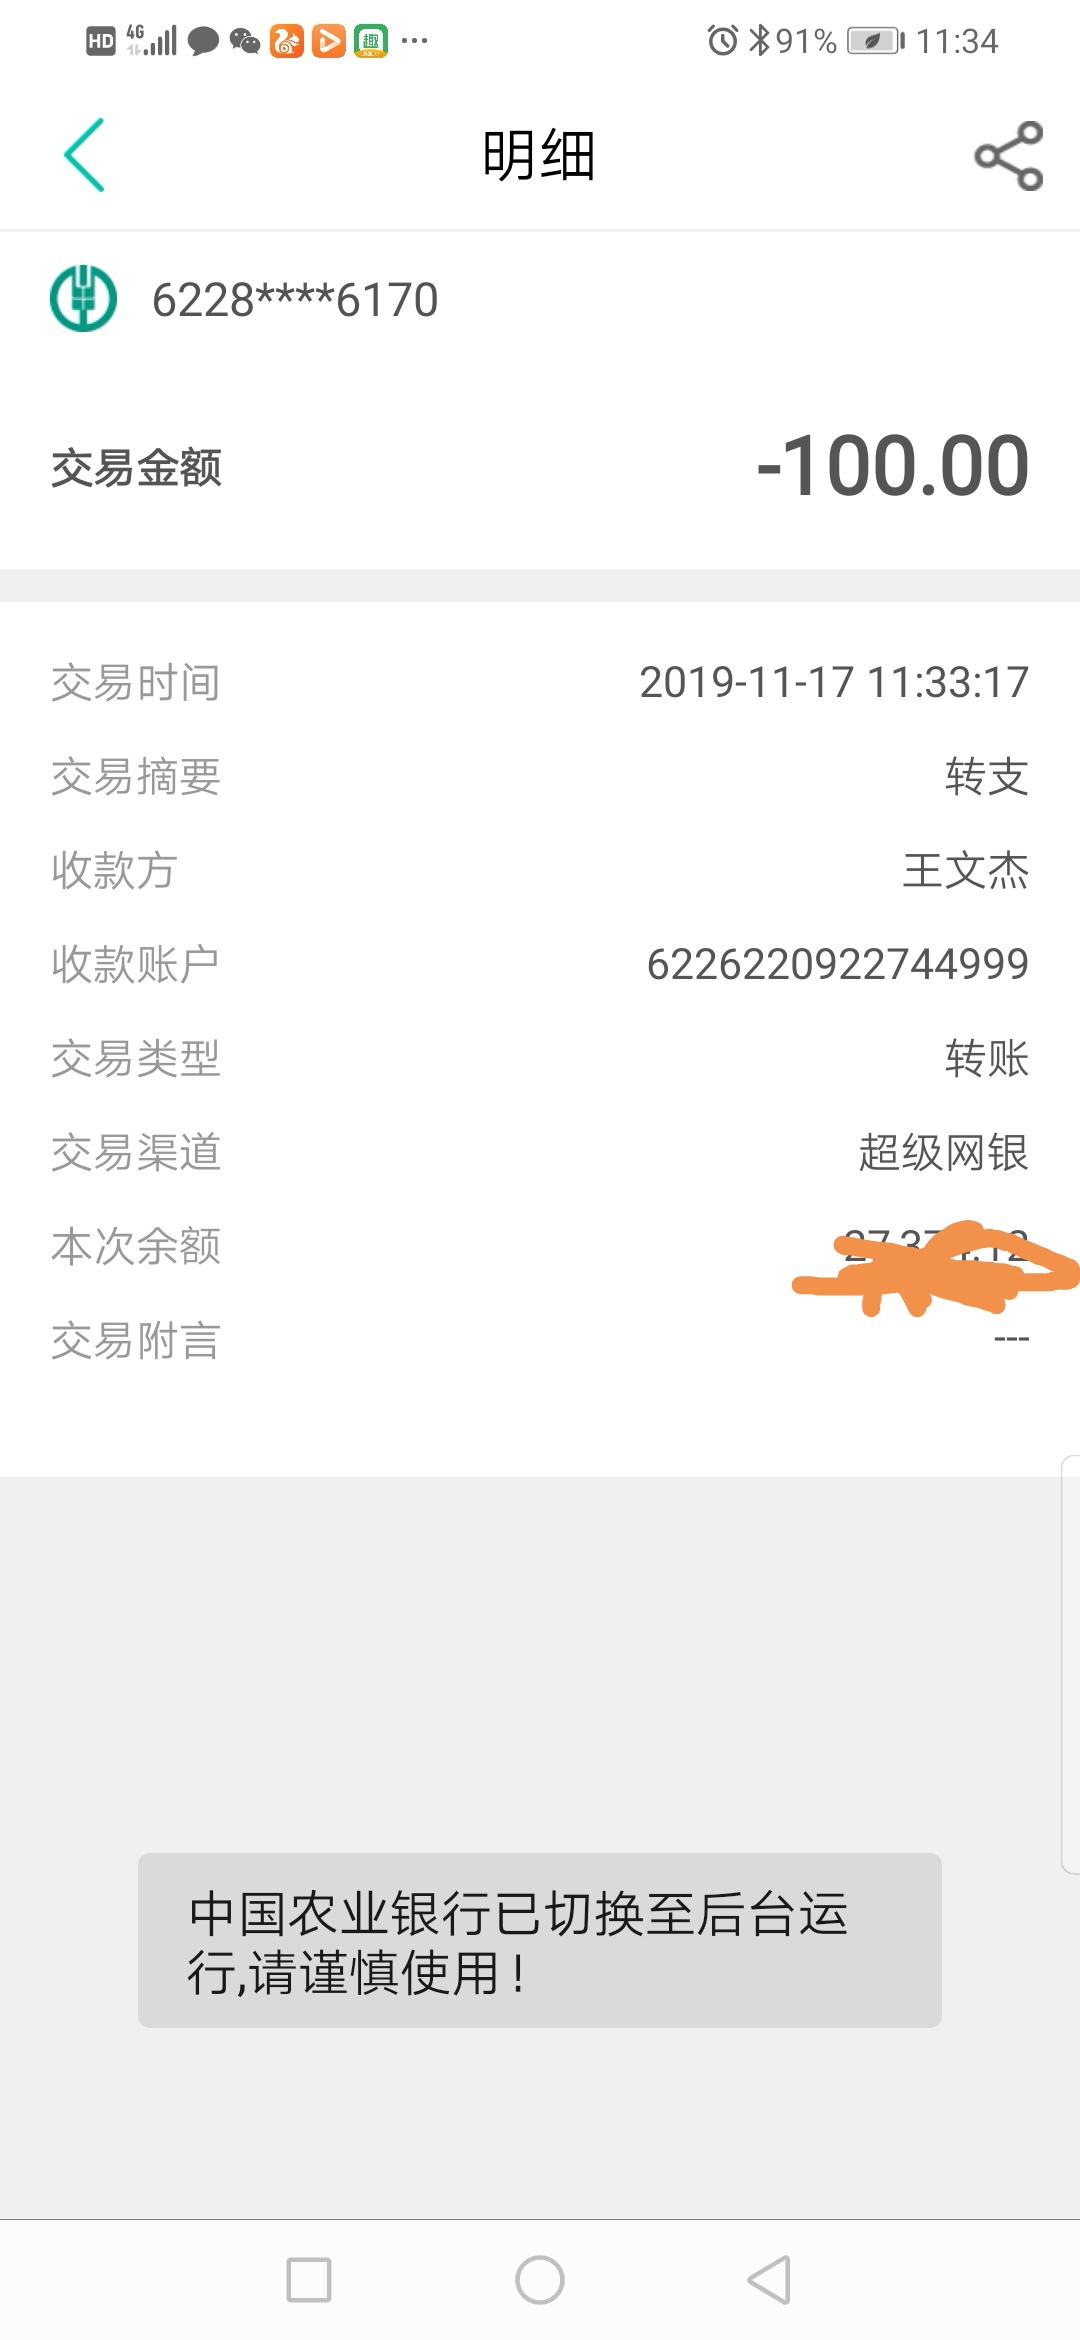 HD 4G 趣 ··· 91% 11:34
明细
6228****6170
交易金额 -100.00
交易时间 2019-11-17 11:33:17
交易摘要 转支
收款方 王文杰
收款账户 6226220922744999
交易类型 转账
交易渠道 超级网银
本次余额
交易附言 ---
中国农业银行已切换至后台运
行,请谨慎使用!